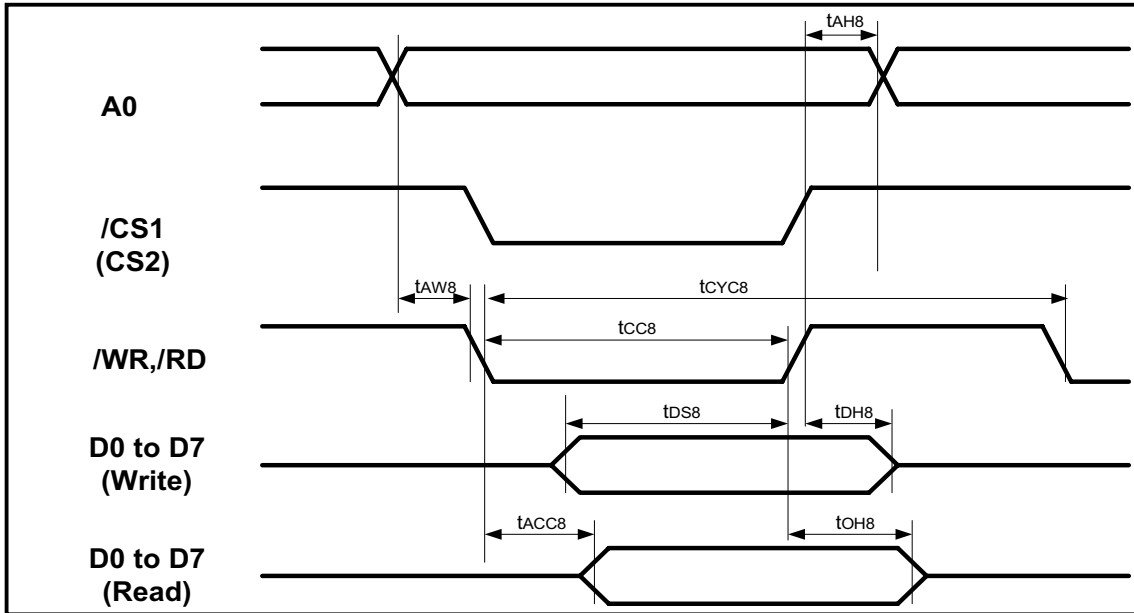 tAH8
A0
/CS1
(CS2)
tAW8
tCYC8
tCC8
/WR,/RD
tDS8
tDH8
D0 to D7
(Write)
tACC8
tOH8
D0 to D7
(Read)